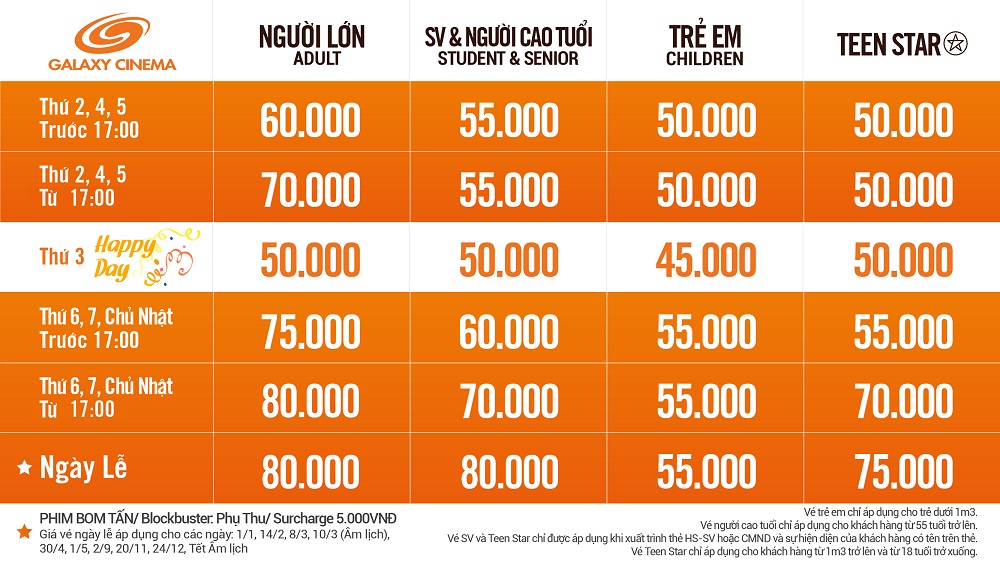 GALAXY CINEMA
NGƯỜI LỚN
ADULT
SV & NGƯỜI CAO TUỔI
STUDENT & SENIOR
TRẺ EM
CHILDREN
TEEN STAR
Thứ 2, 4, 5
Trước 17:00
60.000
55.000
50.000
50.000
Thứ 2, 4, 5
Từ 17:00
70.000
55.000
50.000
50.000
Thứ 3
Happy
Day
50.000
50.000
45.000
50.000
Thứ 6, 7, Chủ Nhật
Trước 17:00
75.000
60.000
55.000
55.000
Thứ 6, 7, Chủ Nhật
Từ 17:00
80.000
70.000
55.000
70.000
Ngày Lễ
80.000
80.000
55.000
75.000
PHIM BOM TẤN/ Blockbuster: Phụ Thu/ Surcharge 5.000VNĐ
Giá vé ngày lễ áp dụng cho các ngày: 1/1, 14/2, 8/3, 10/3 (Âm lịch),
30/4, 1/5, 2/9, 20/11, 24/12, Tết Âm lịch
Vé trẻ em chỉ áp dụng cho trẻ dưới 1m3.
Vé người cao tuổi chỉ áp dụng cho khách hàng từ 55 tuổi trở lên.
Vé SV và Teen Star chỉ được áp dụng khi xuất trình thẻ HS-SV hoặc CMND và sự hiện diện của khách hàng có tên trên thẻ.
Vé Teen Star chỉ áp dụng cho khách hàng từ 1m3 trở lên và từ 18 tuổi trở xuống.